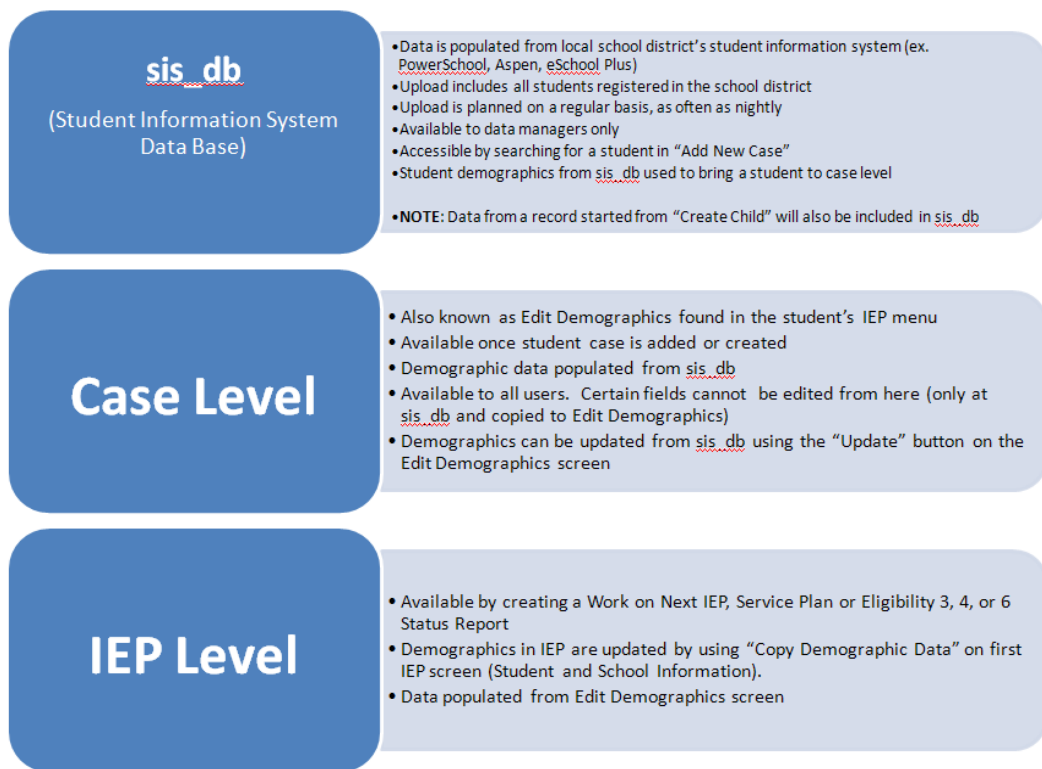 sis_db
(Student Information System
Data Base)
•Data is populated from local school district's student information system (ex.
PowerSchool, Aspen, eSchool Plus)
•Upload includes all students registered in the school district
•Upload is planned on a regular basis, as often as nightly
•Available to data managers only
•Accessible by searching for a student in “Add New Case”
•Student demographics from sis_db used to bring a student to case level
•NOTE: Data from a record started from “Create Child” will also be included in sis_db
Case Level
• Also known as Edit Demographics found in the student's IEP menu
• Available once student case is added or created
• Demographic data populated from sis_db
• Available to all users. Certain fields cannot be edited from here (only at
sis_db and copied to Edit Demographics)
• Demographics can be updated from sis_db using the “Update” button on the
Edit Demographics screen
IEP Level
• Available by creating a Work on Next IEP, Service Plan or Eligibility 3, 4, or 6
Status Report
• Demographics in IEP are updated by using “Copy Demographic Data” on first
IEP screen (Student and School Information).
• Data populated from Edit Demographics screen